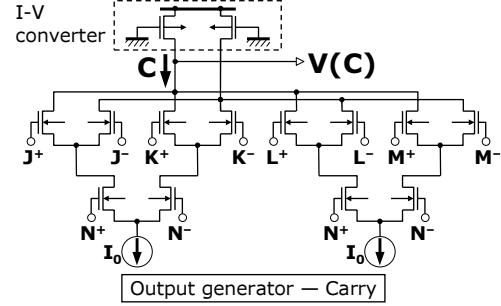 I-V
converter
C
V(C)
J+ J− K+ K− L+ L− M+ M−
N+ N− N+ N−
I₀ I₀
Output generator — Carry